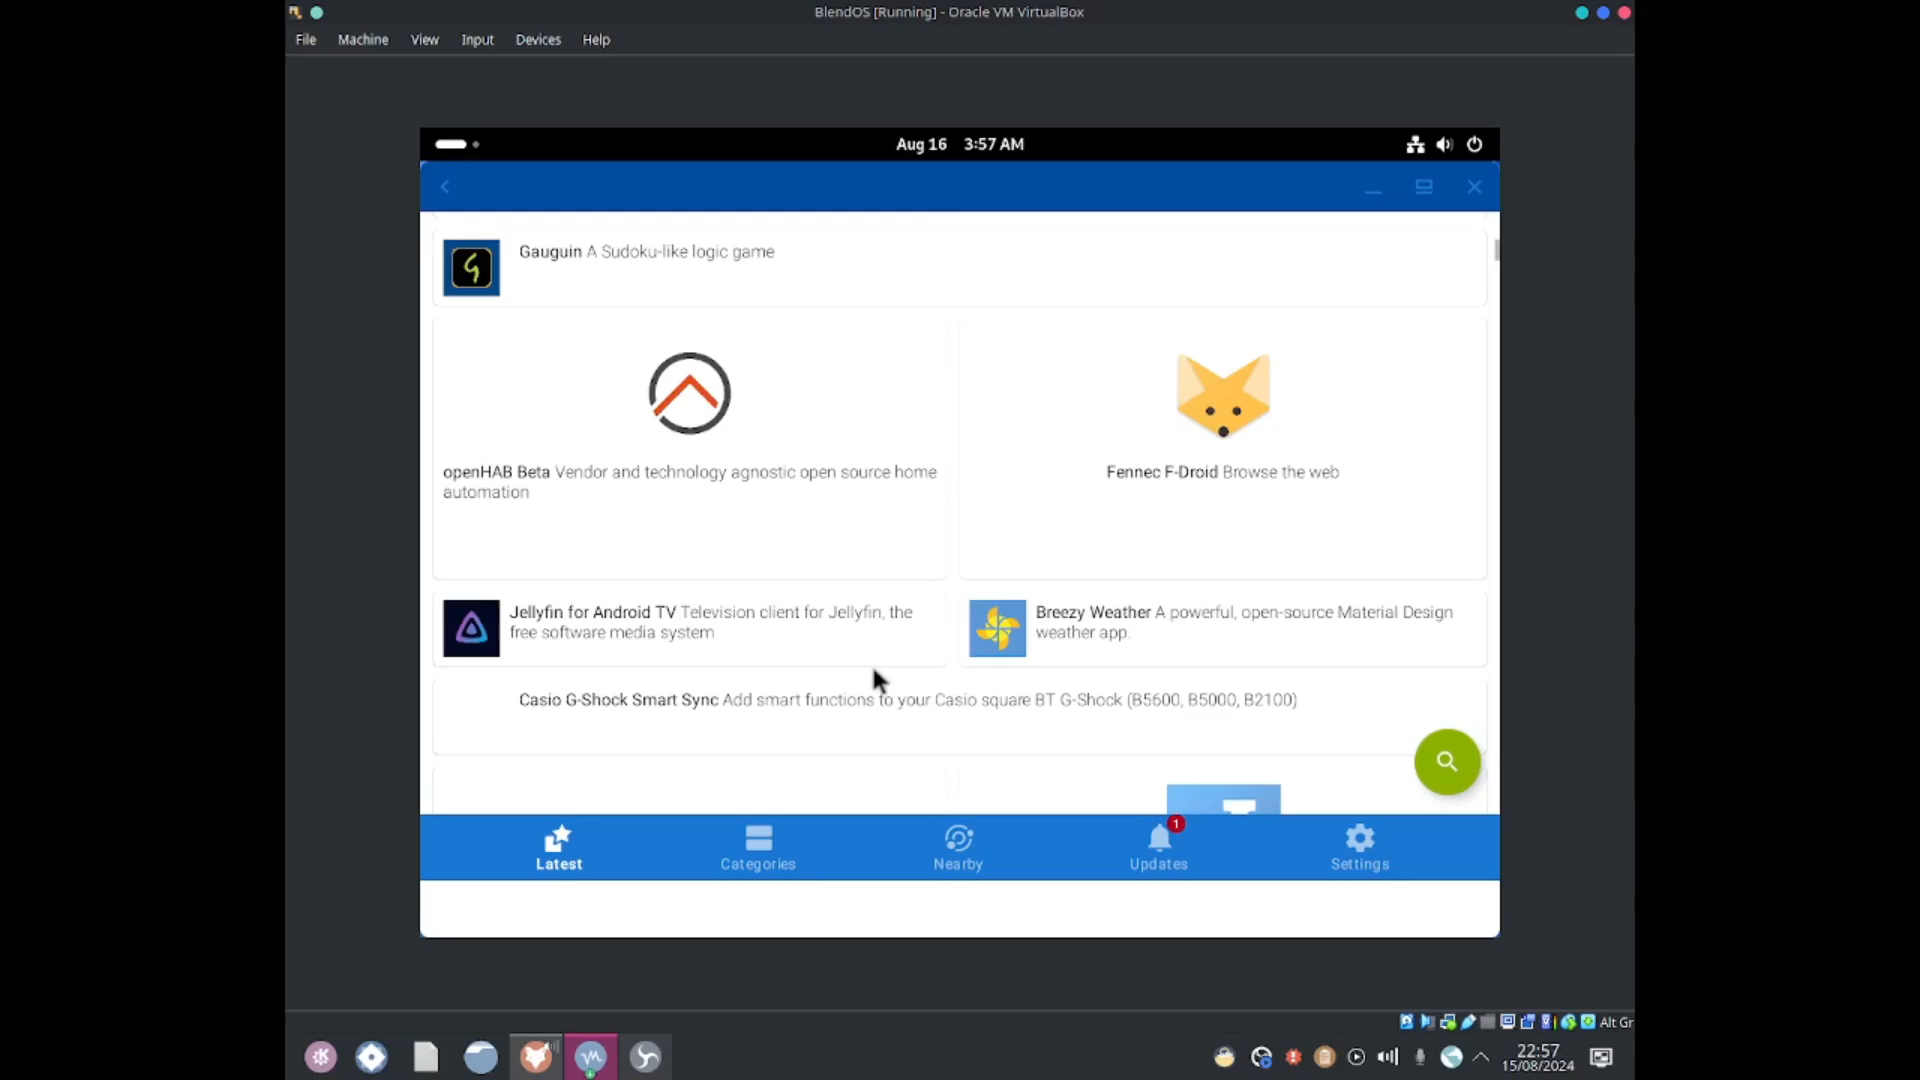 BlendOS [Running] - Oracle VM VirtualBox
File Machine View Input Devices Help
Aug 16 3:57 AM
Gauguin A Sudoku-like logic game
openHAB Beta Vendor and technology agnostic open source home
automation
Fennec F-Droid Browse the web
Jellyfin for Android TV Television client for Jellyfin, the
free software media system
Breezy Weather A powerful, open-source Material Design
weather app.
Casio G-Shock Smart Sync Add smart functions to your Casio square BT G-Shock (B5600, B5000, B2100)
1
Latest Categories Nearby Updates Settings
Alt Gr
22:57
15/08/2024